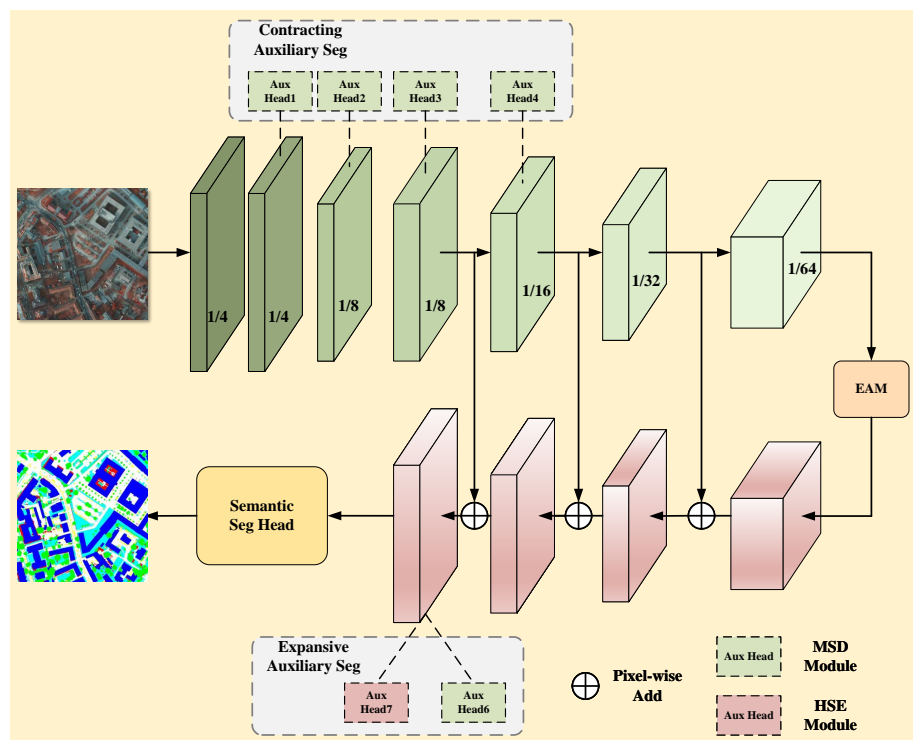 Contracting
Auxiliary Seg
Aux
Head1
Aux
Head2
Aux
Head3
Aux
Head4
1/4
1/4
1/8
1/8
1/16
1/32
1/64
EAM
Semantic
Seg Head
Expansive
Auxiliary Seg
Aux
Head7
Aux
Head6
Pixel-wise
Add
Aux Head
MSD
Module
Aux Head
HSE
Module